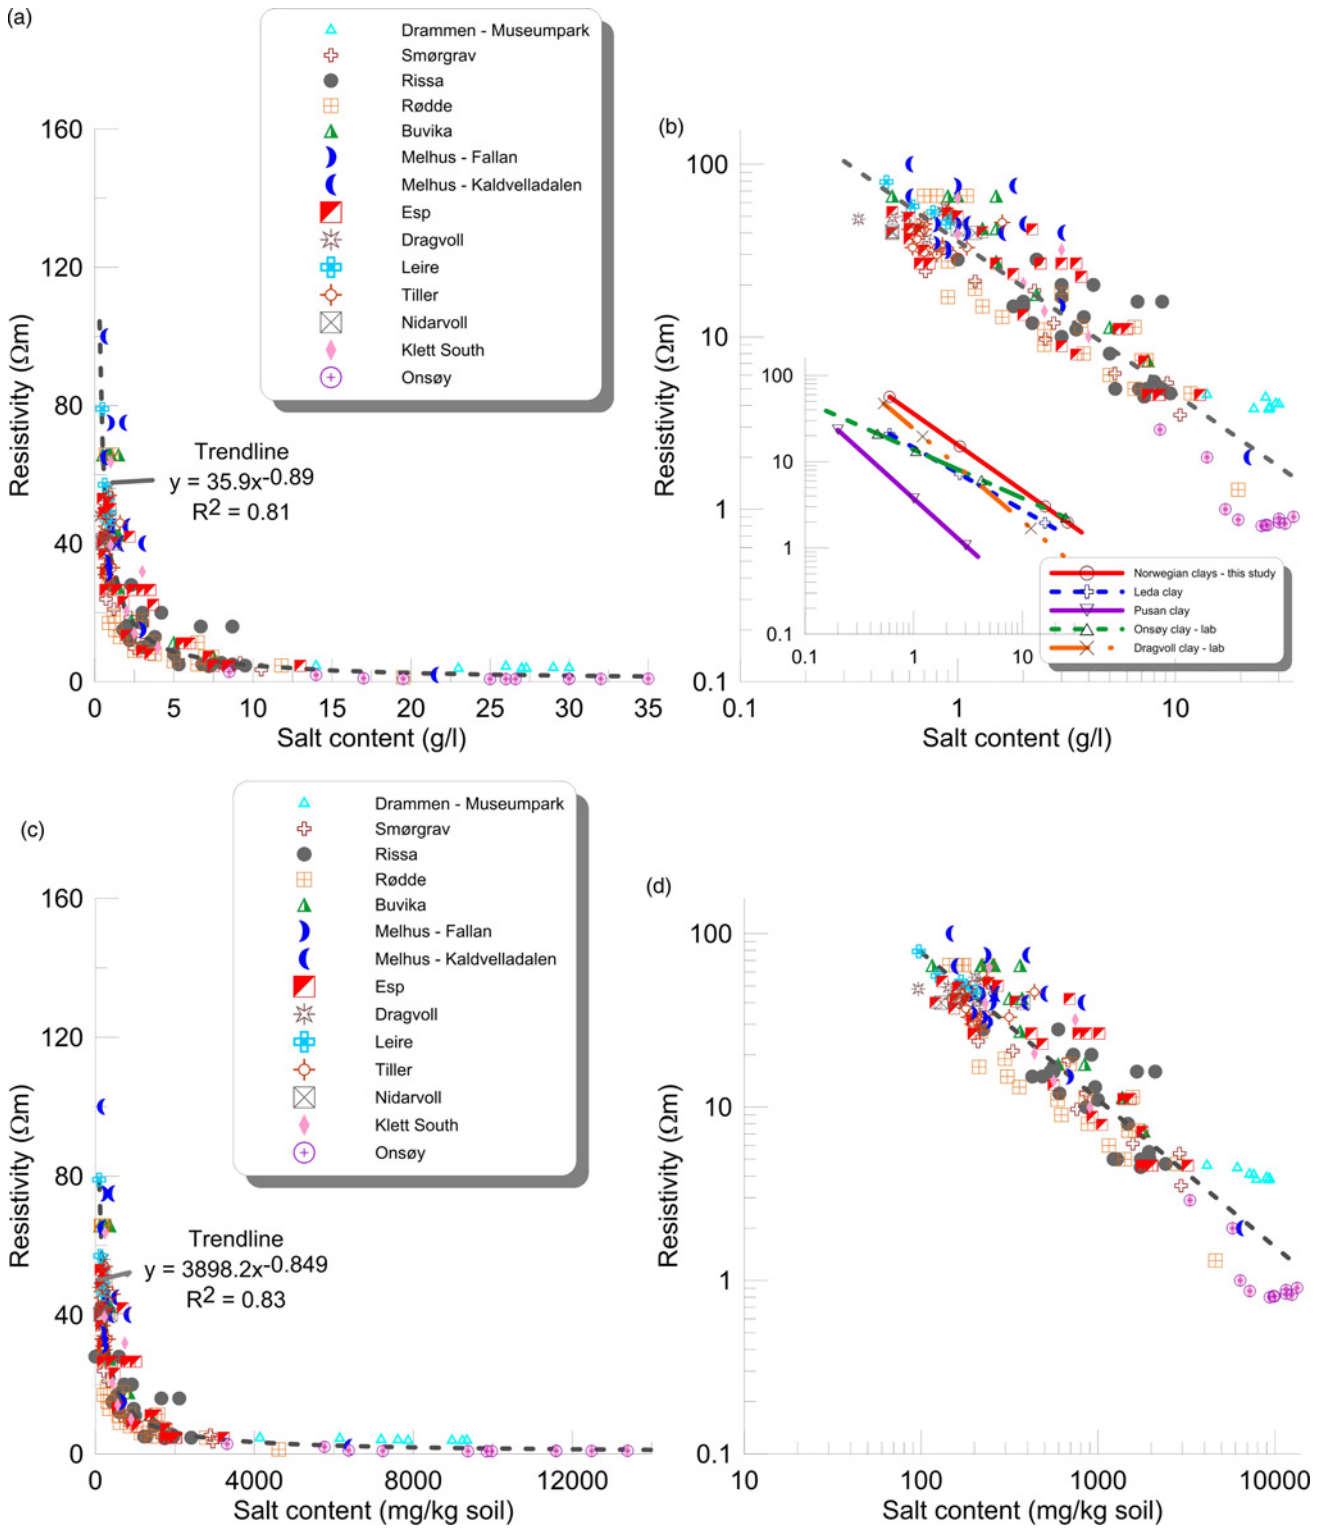 (a)
Drammen - Museumpark
Smørgrav
Rissa
Rødde
Buvika
Melhus - Fallan
Melhus - Kaldvelladalen
Esp
Dragvoll
Leire
Tiller
Nidarvoll
Klett South
Onsøy
160
120
80
40
0
Resistivity (Ωm)
Trendline
y = 35.9x-0.89
R2 = 0.81
0 5 10 15 20 25 30 35
Salt content (g/l)
(b)
100
10
1
0.1
Resistivity (Ωm)
100
10
1
0.1
0.1 1 10
Norwegian clays - this study
Leda clay
Pusan clay
Onsøy clay - lab
Dragvoll clay - lab
0.1 1 10
Salt content (g/l)
(c)
Drammen - Museumpark
Smørgrav
Rissa
Rødde
Buvika
Melhus - Fallan
Melhus - Kaldvelladalen
Esp
Dragvoll
Leire
Tiller
Nidarvoll
Klett South
Onsøy
160
120
80
40
0
Resistivity (Ωm)
Trendline
y = 3898.2x-0.849
R2 = 0.83
0 4000 8000 12000
Salt content (mg/kg soil)
(d)
100
10
1
0.1
Resistivity (Ωm)
10 100 1000 10000
Salt content (mg/kg soil)